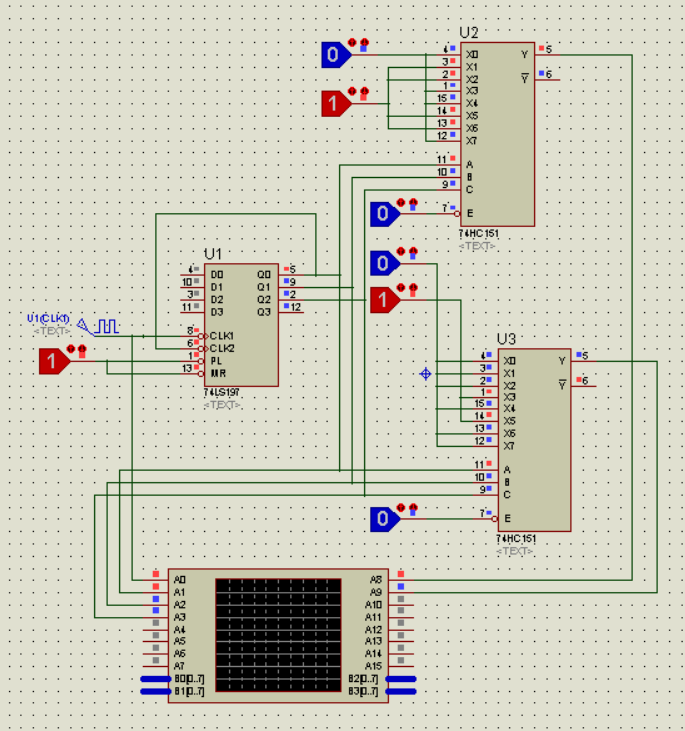 U2
0
4 X0 Y 5
3 X1
2 X2 Y 6
1 X3
1
15 X4
14 X5
13 X6
12 X7
11 A
10 B
9 C
0
7 E
74HC151
<TEXT>
0
1
U1
4 D0 Q0 5
10 D1 Q1 9
3 D2 Q2 2
11 D3 Q3 12
U1(CLK1)
<TEXT>
8 CLK1
6 CLK2
1
1 PL
13 MR
74LS197
<TEXT>
U3
4 X0 Y 5
3 X1
2 X2 Y 6
1 X3
15 X4
14 X5
13 X6
12 X7
11 A
10 B
9 C
0
7 E
74HC151
<TEXT>
A0 A8
A1 A9
A2 A10
A3 A11
A4 A12
A5 A13
A6 A14
A7 A15
B0[0..7] B2[0..7]
B1[0..7] B3[0..7]